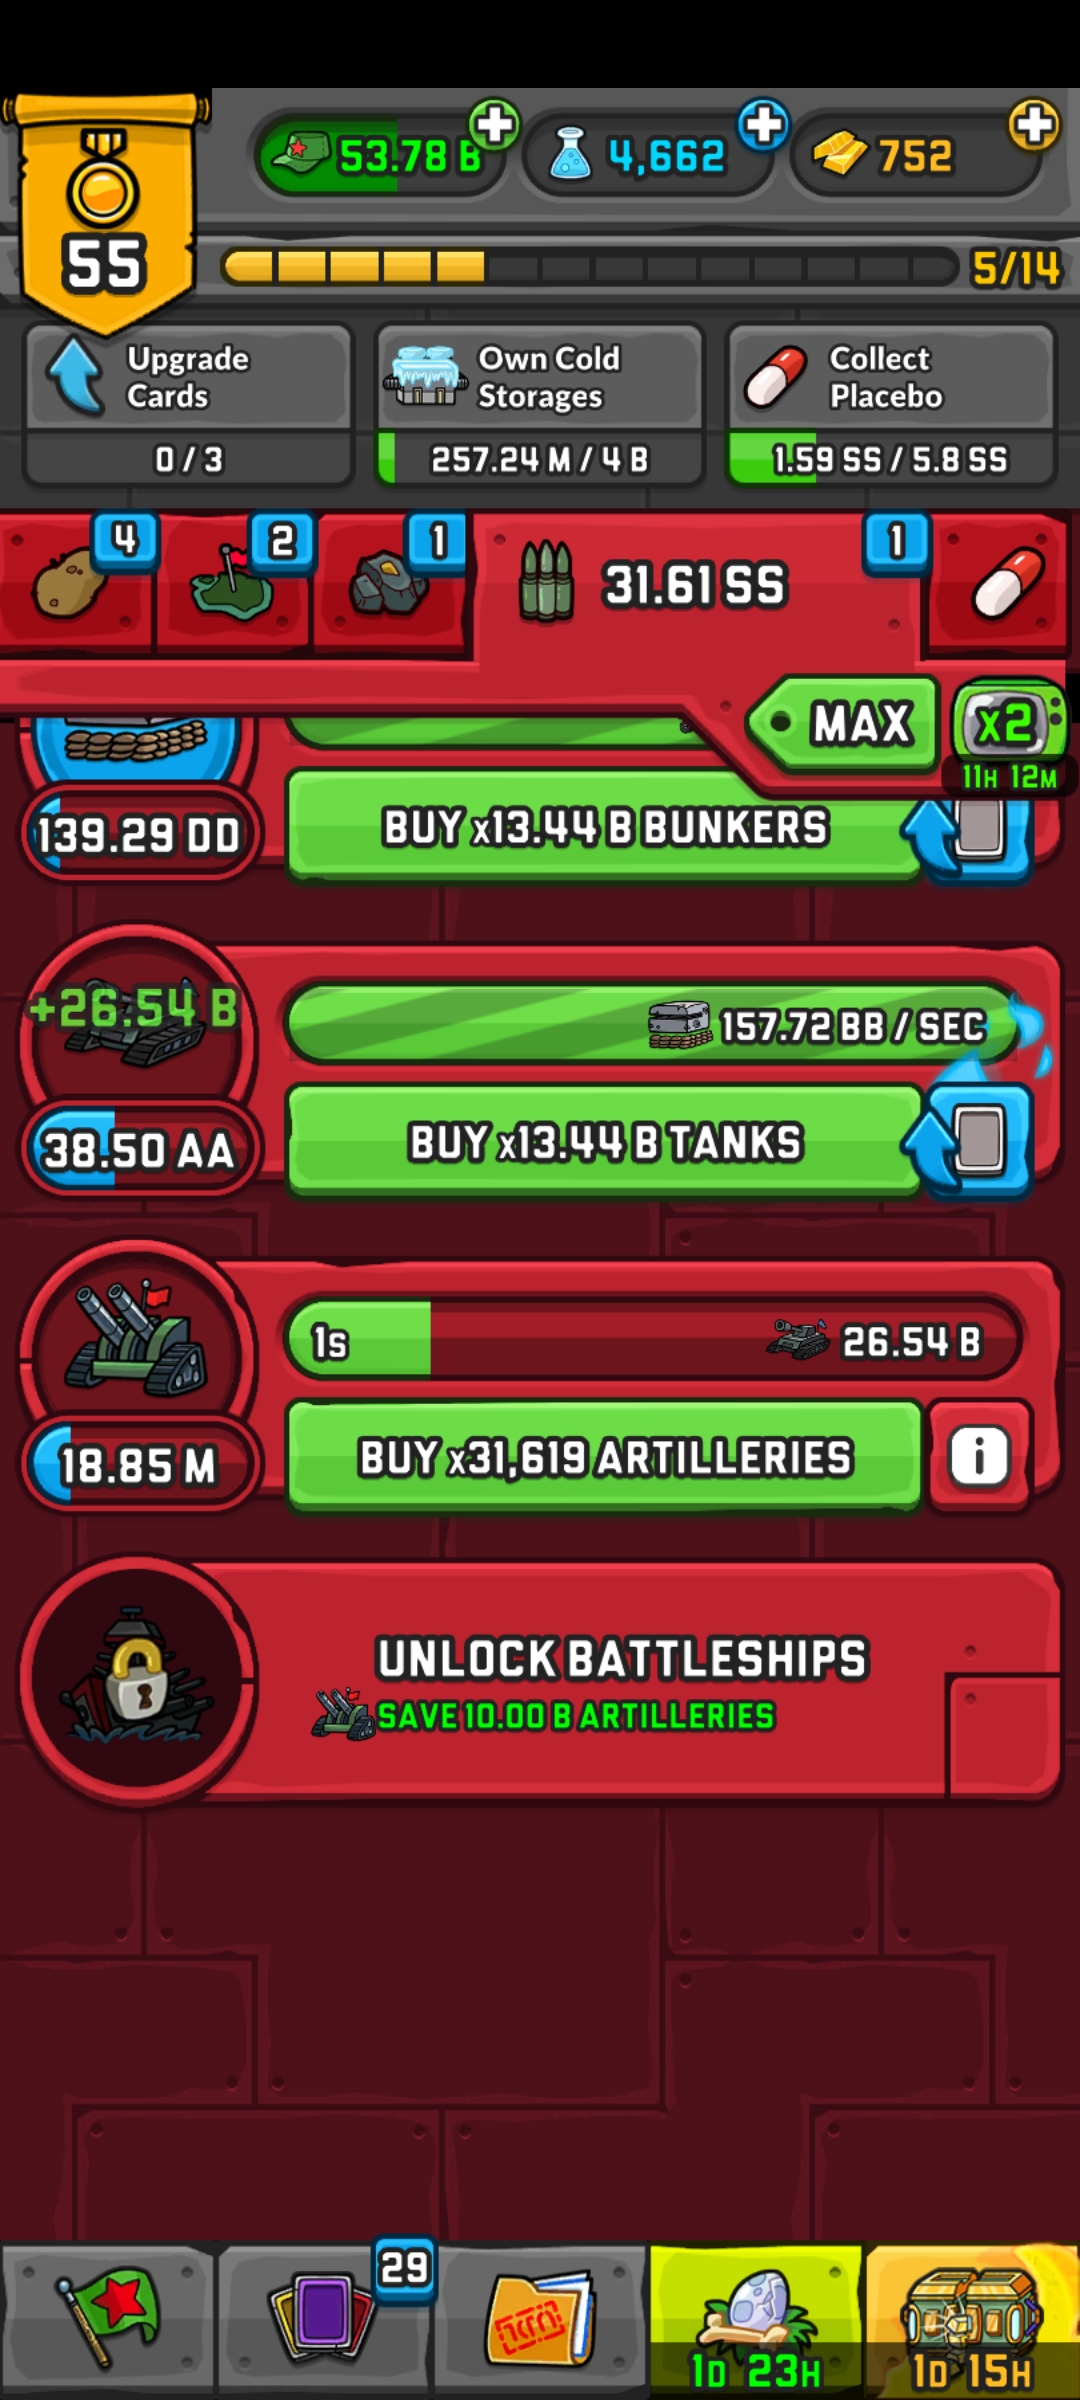 53.78 B
4,662
752
55
5/14
Upgrade
Cards
0 / 3
Own Cold
Storages
257.24 M / 4 B
Collect
Placebo
1.59 SS / 5.8 SS
4
2
1
31.61 SS
1
MAX
x2
11H 12M
139.29 DD
BUY x13.44 B BUNKERS
+26.54 B
157.72 BB / SEC
38.50 AA
BUY x13.44 B TANKS
1s
26.54 B
18.85 M
BUY x31,619 ARTILLERIES
i
UNLOCK BATTLESHIPS
SAVE 10.00 B ARTILLERIES
29
1D 23H
1D 15H